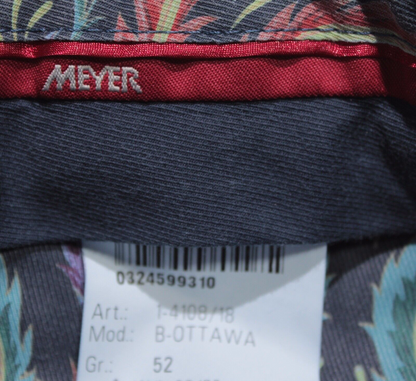 MEYER
0324599310
Art.: 1-4108/18
Mod.: B-OTTAWA
Gr.: 52